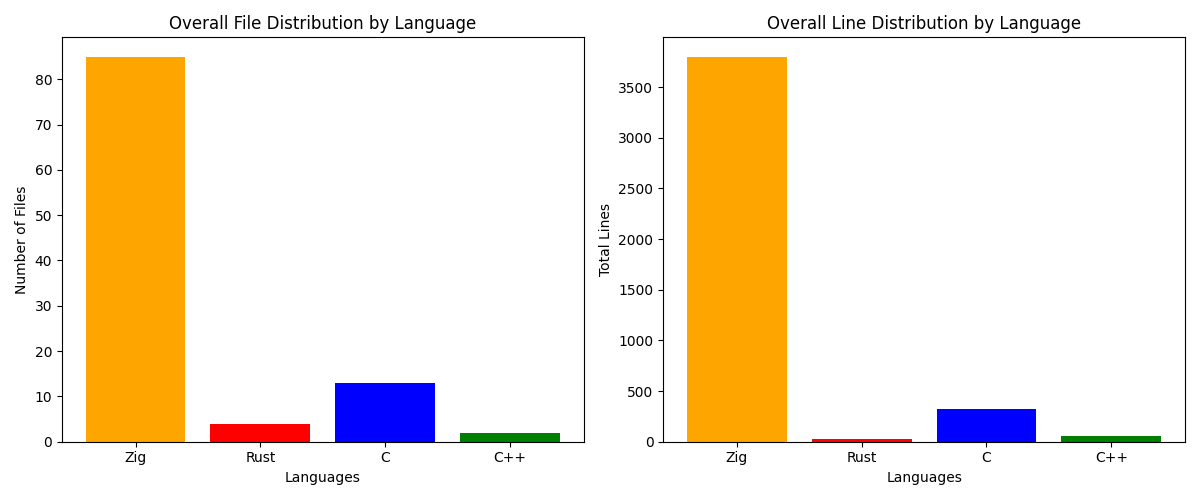 Overall File Distribution by Language
Number of Files
80
70
60
50
40
30
20
10
0
Zig Rust C C++
Languages
Overall Line Distribution by Language
Total Lines
3500
3000
2500
2000
1500
1000
500
0
Zig Rust C C++
Languages